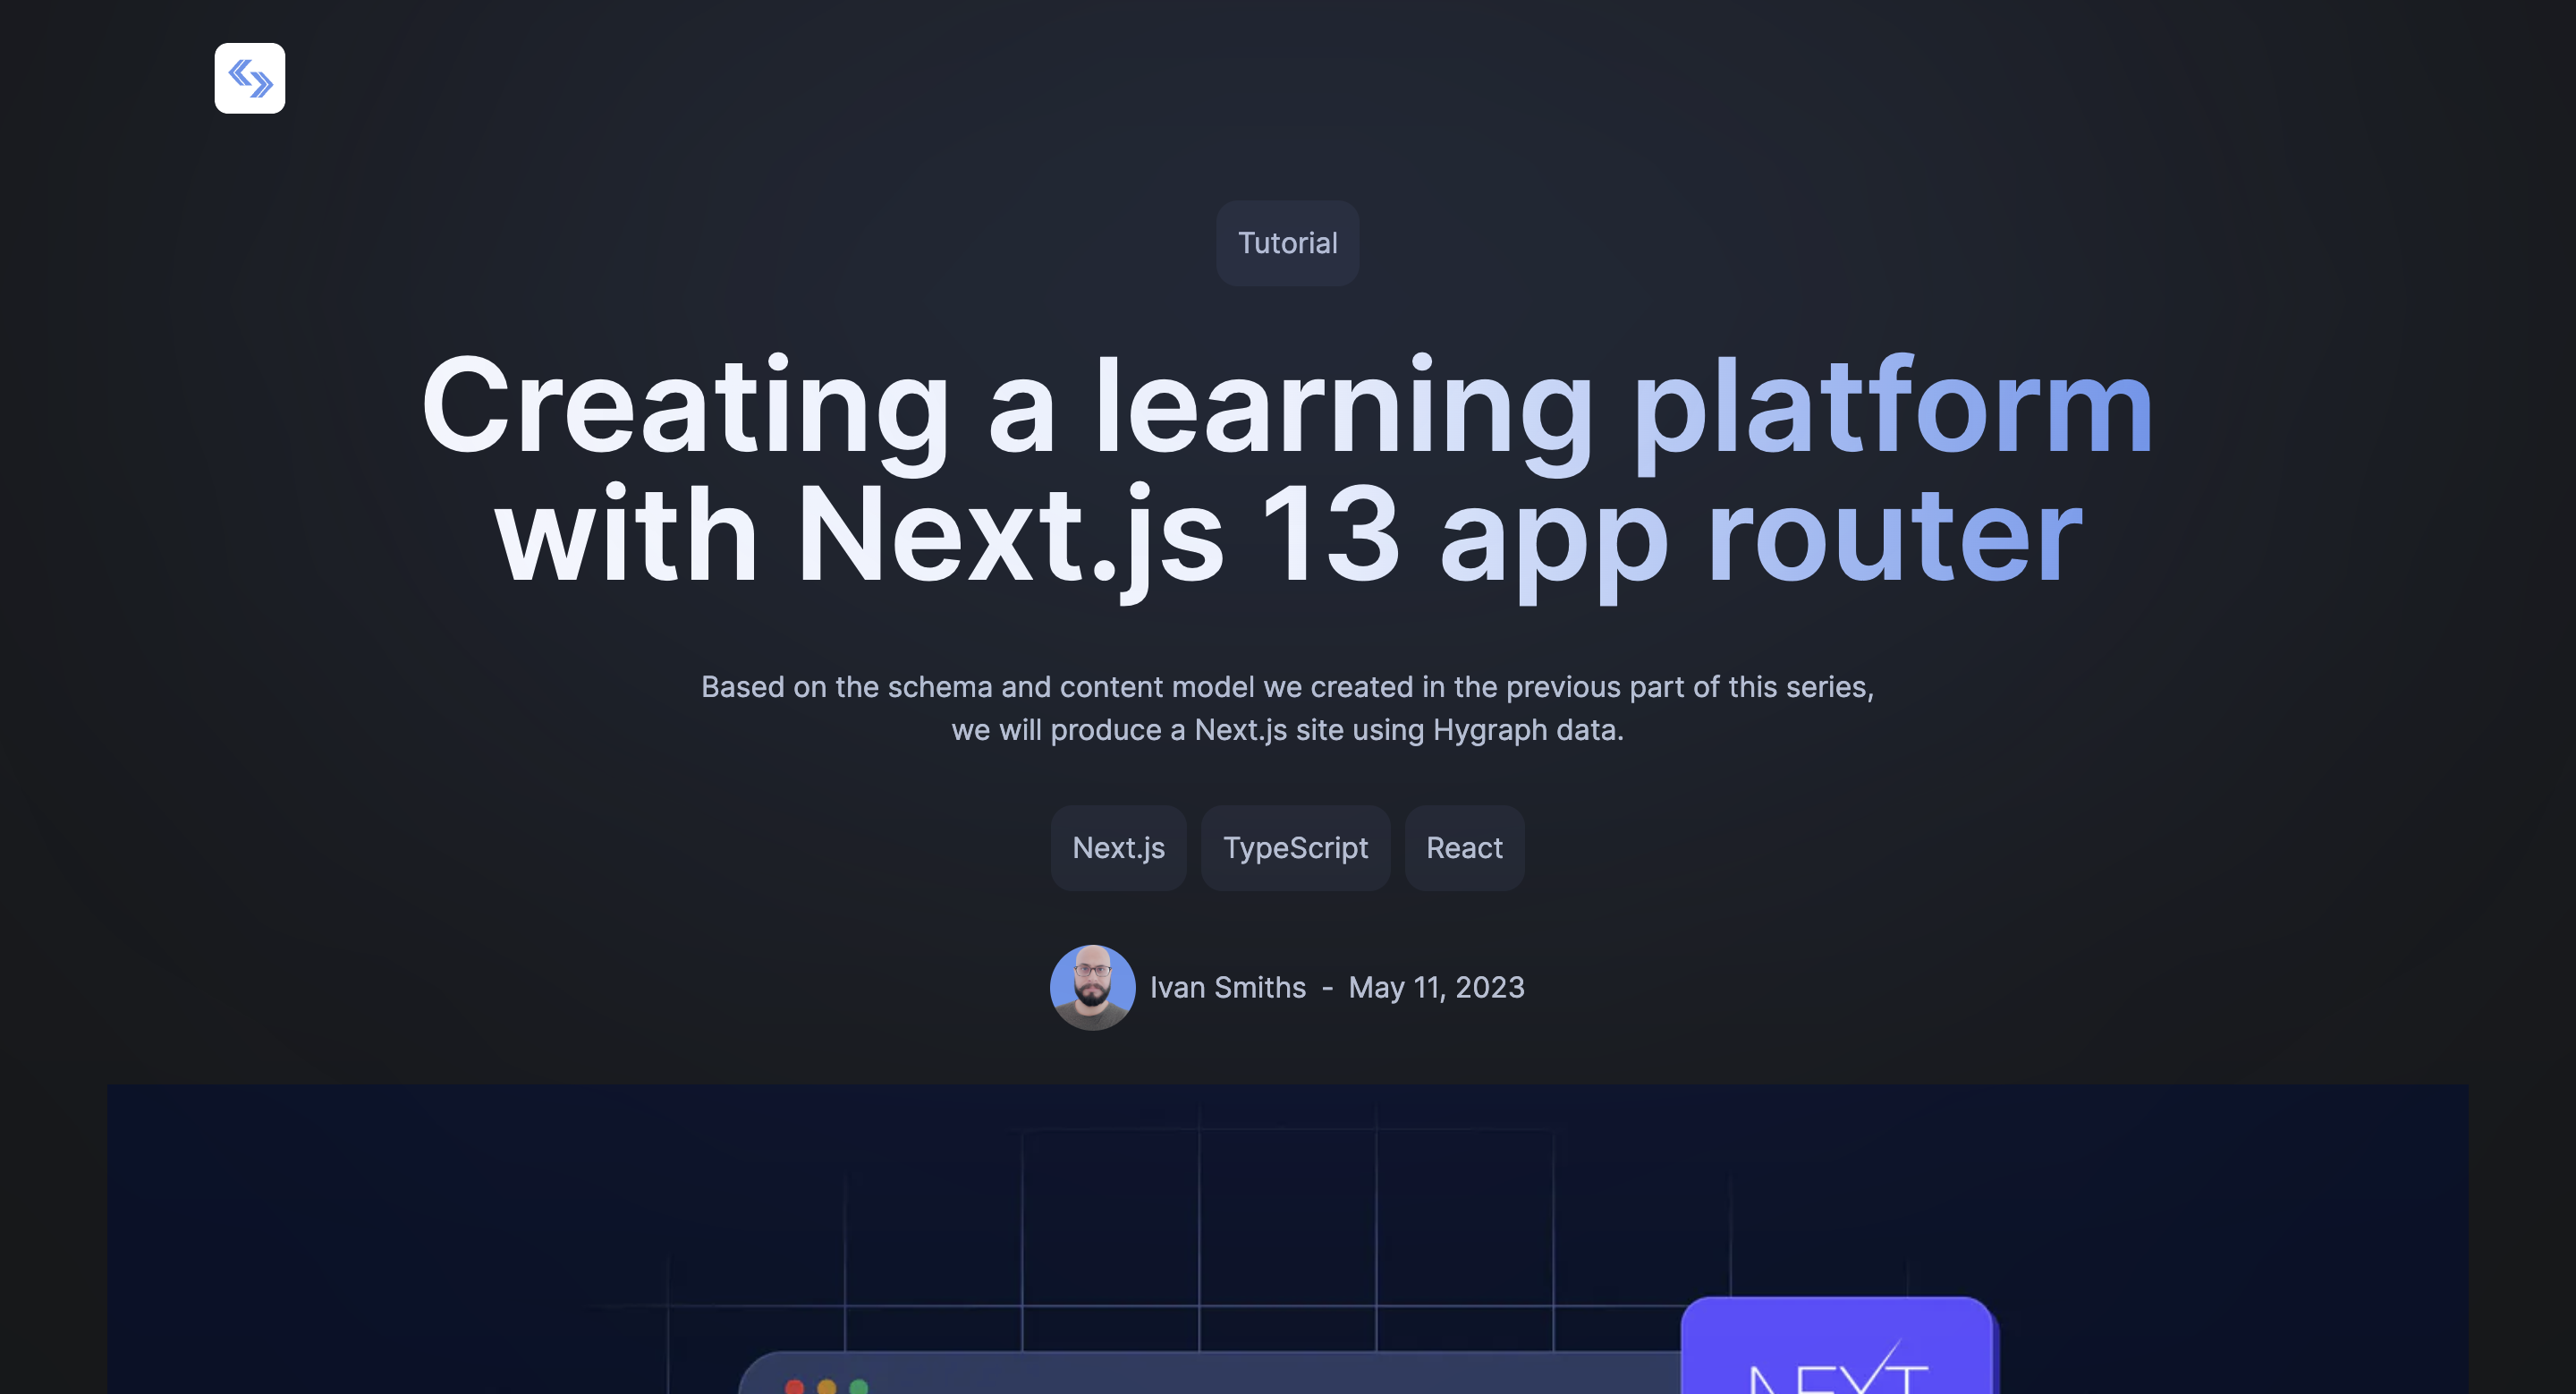 Tutorial
Creating a learning platform
with Next.js 13 app router
Based on the schema and content model we created in the previous part of this series,
we will produce a Next.js site using Hygraph data.
Next.js TypeScript React
Ivan Smiths - May 11, 2023
NEXT